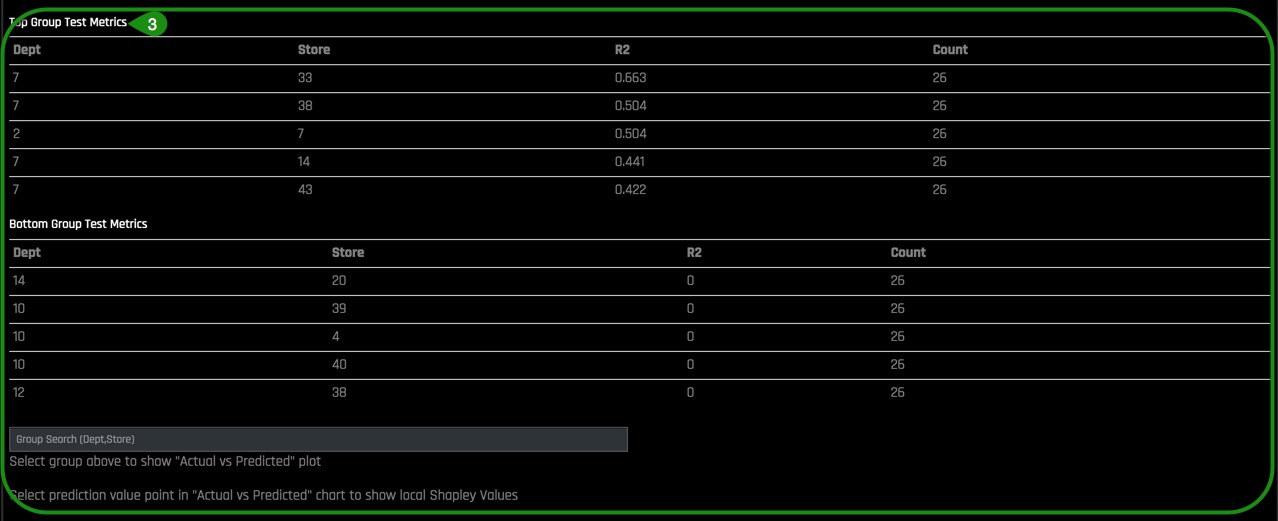 Top Group Test Metrics 3
Dept Store R2 Count
7 33 0.663 26
7 38 0.504 26
2 7 0.504 26
7 14 0.441 26
7 43 0.422 26
Bottom Group Test Metrics
Dept Store R2 Count
14 20 0 26
10 39 0 26
10 4 0 26
10 40 0 26
12 38 0 26
Group Search (Dept,Store)
Select group above to show "Actual vs Predicted" plot
Select prediction value point in "Actual vs Predicted" chart to show local Shapley Values